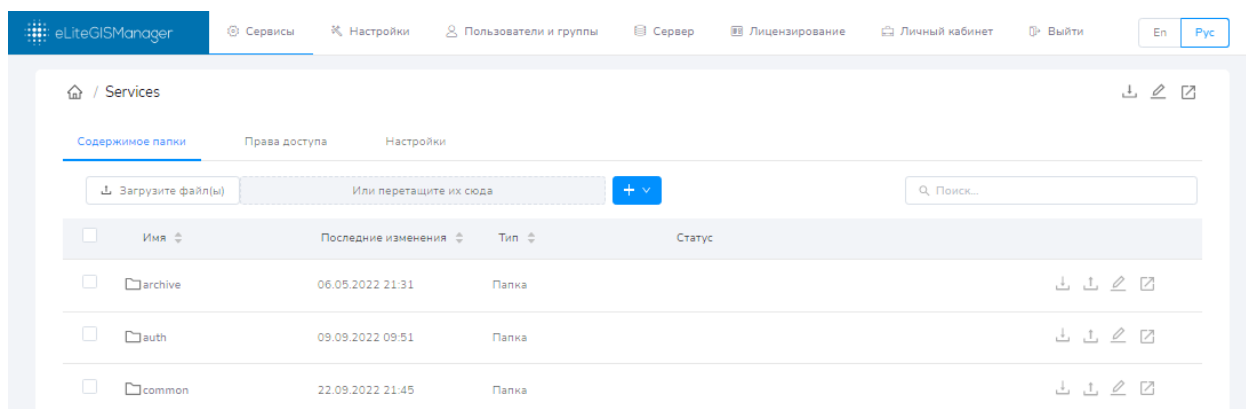 eLiteGISManager Сервисы Настройки Пользователи и группы Сервер Лицензирование Личный кабинет Выйти En Рус
/ Services
Содержимое папки Права доступа Настройки
Загрузите файл(ы) Или перетащите их сюда + Поиск...
Имя Последние изменения Тип Статус
archive 06.05.2022 21:31 Папка
auth 09.09.2022 09:51 Папка
common 22.09.2022 21:45 Папка